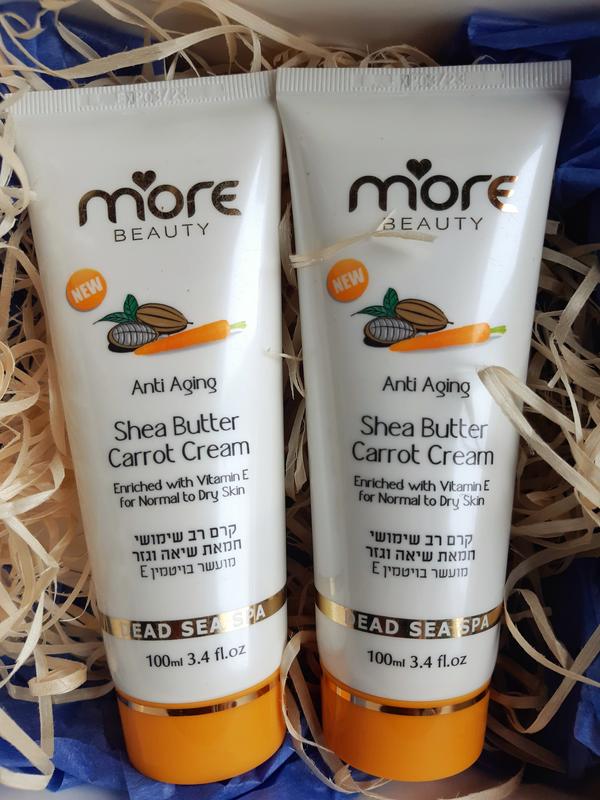 more
BEAUTY
NEW
Anti Aging
Shea Butter
Carrot Cream
Enriched with Vitamin E
for Normal to Dry Skin
קרם רב שימושי
חמאת שיאה וגזר
מועשר בויטמין E
DEAD SEA SPA
100ml 3.4 fl.oz
more
BEAUTY
NEW
Anti Aging
Shea Butter
Carrot Cream
Enriched with Vitamin E
for Normal to Dry Skin
קרם רב שימושי
חמאת שיאה וגזר
מועשר בויטמין E
DEAD SEA SPA
100ml 3.4 fl.oz